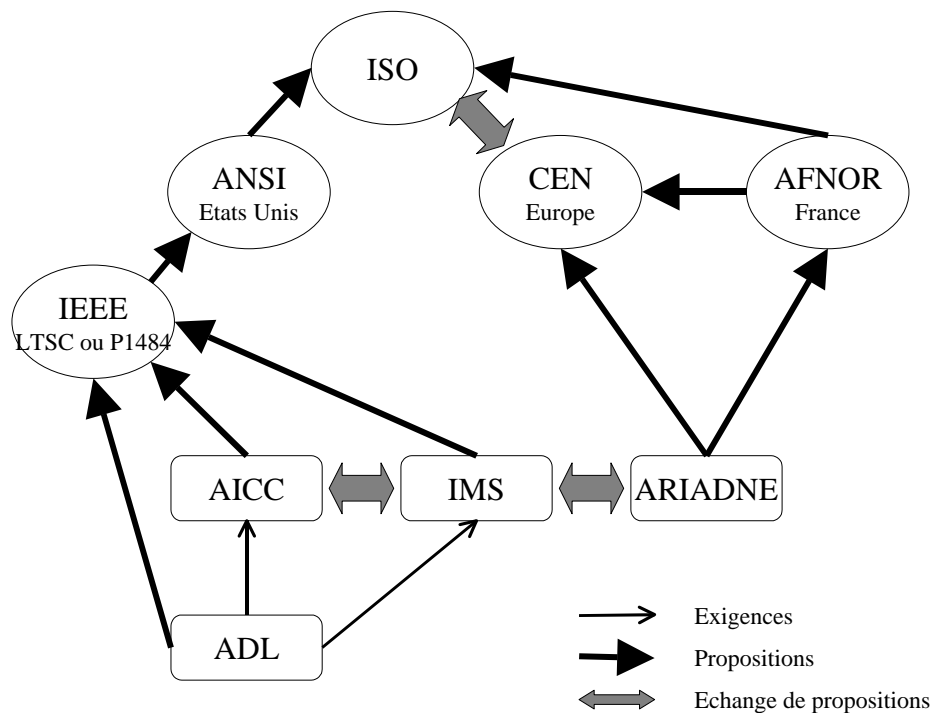 ISO
ANSI
Etats Unis
CEN
Europe
AFNOR
France
IEEE
LTSC ou P1484
AICC
IMS
ARIADNE
ADL
Exigences
Propositions
Echange de propositions